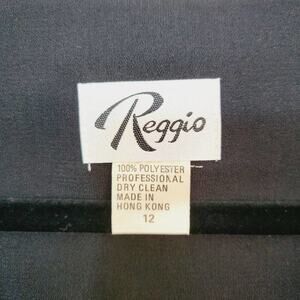 Reggio
100% POLYESTER
PROFESSIONAL
DRY CLEAN
MADE IN
HONG KONG
12